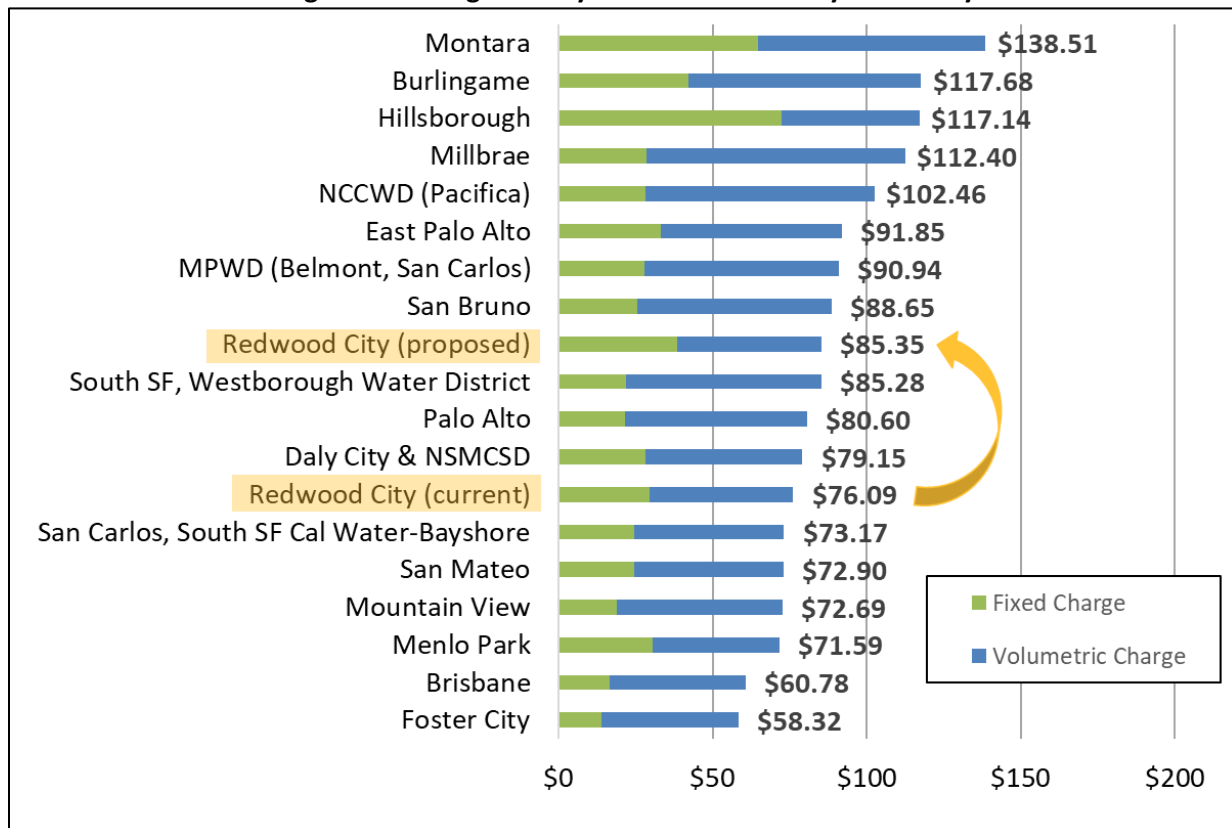 Montara $138.51
Burlingame $117.68
Hillsborough $117.14
Millbrae $112.40
NCCWD (Pacifica) $102.46
East Palo Alto $91.85
MPWD (Belmont, San Carlos) $90.94
San Bruno $88.65
Redwood City (proposed) $85.35
South SF, Westborough Water District $85.28
Palo Alto $80.60
Daly City & NSMCSD $79.15
Redwood City (current) $76.09
San Carlos, South SF Cal Water-Bayshore $73.17
San Mateo $72.90
Mountain View $72.69
Menlo Park $71.59
Brisbane $60.78
Foster City $58.32
Fixed Charge
Volumetric Charge
$0 $50 $100 $150 $200